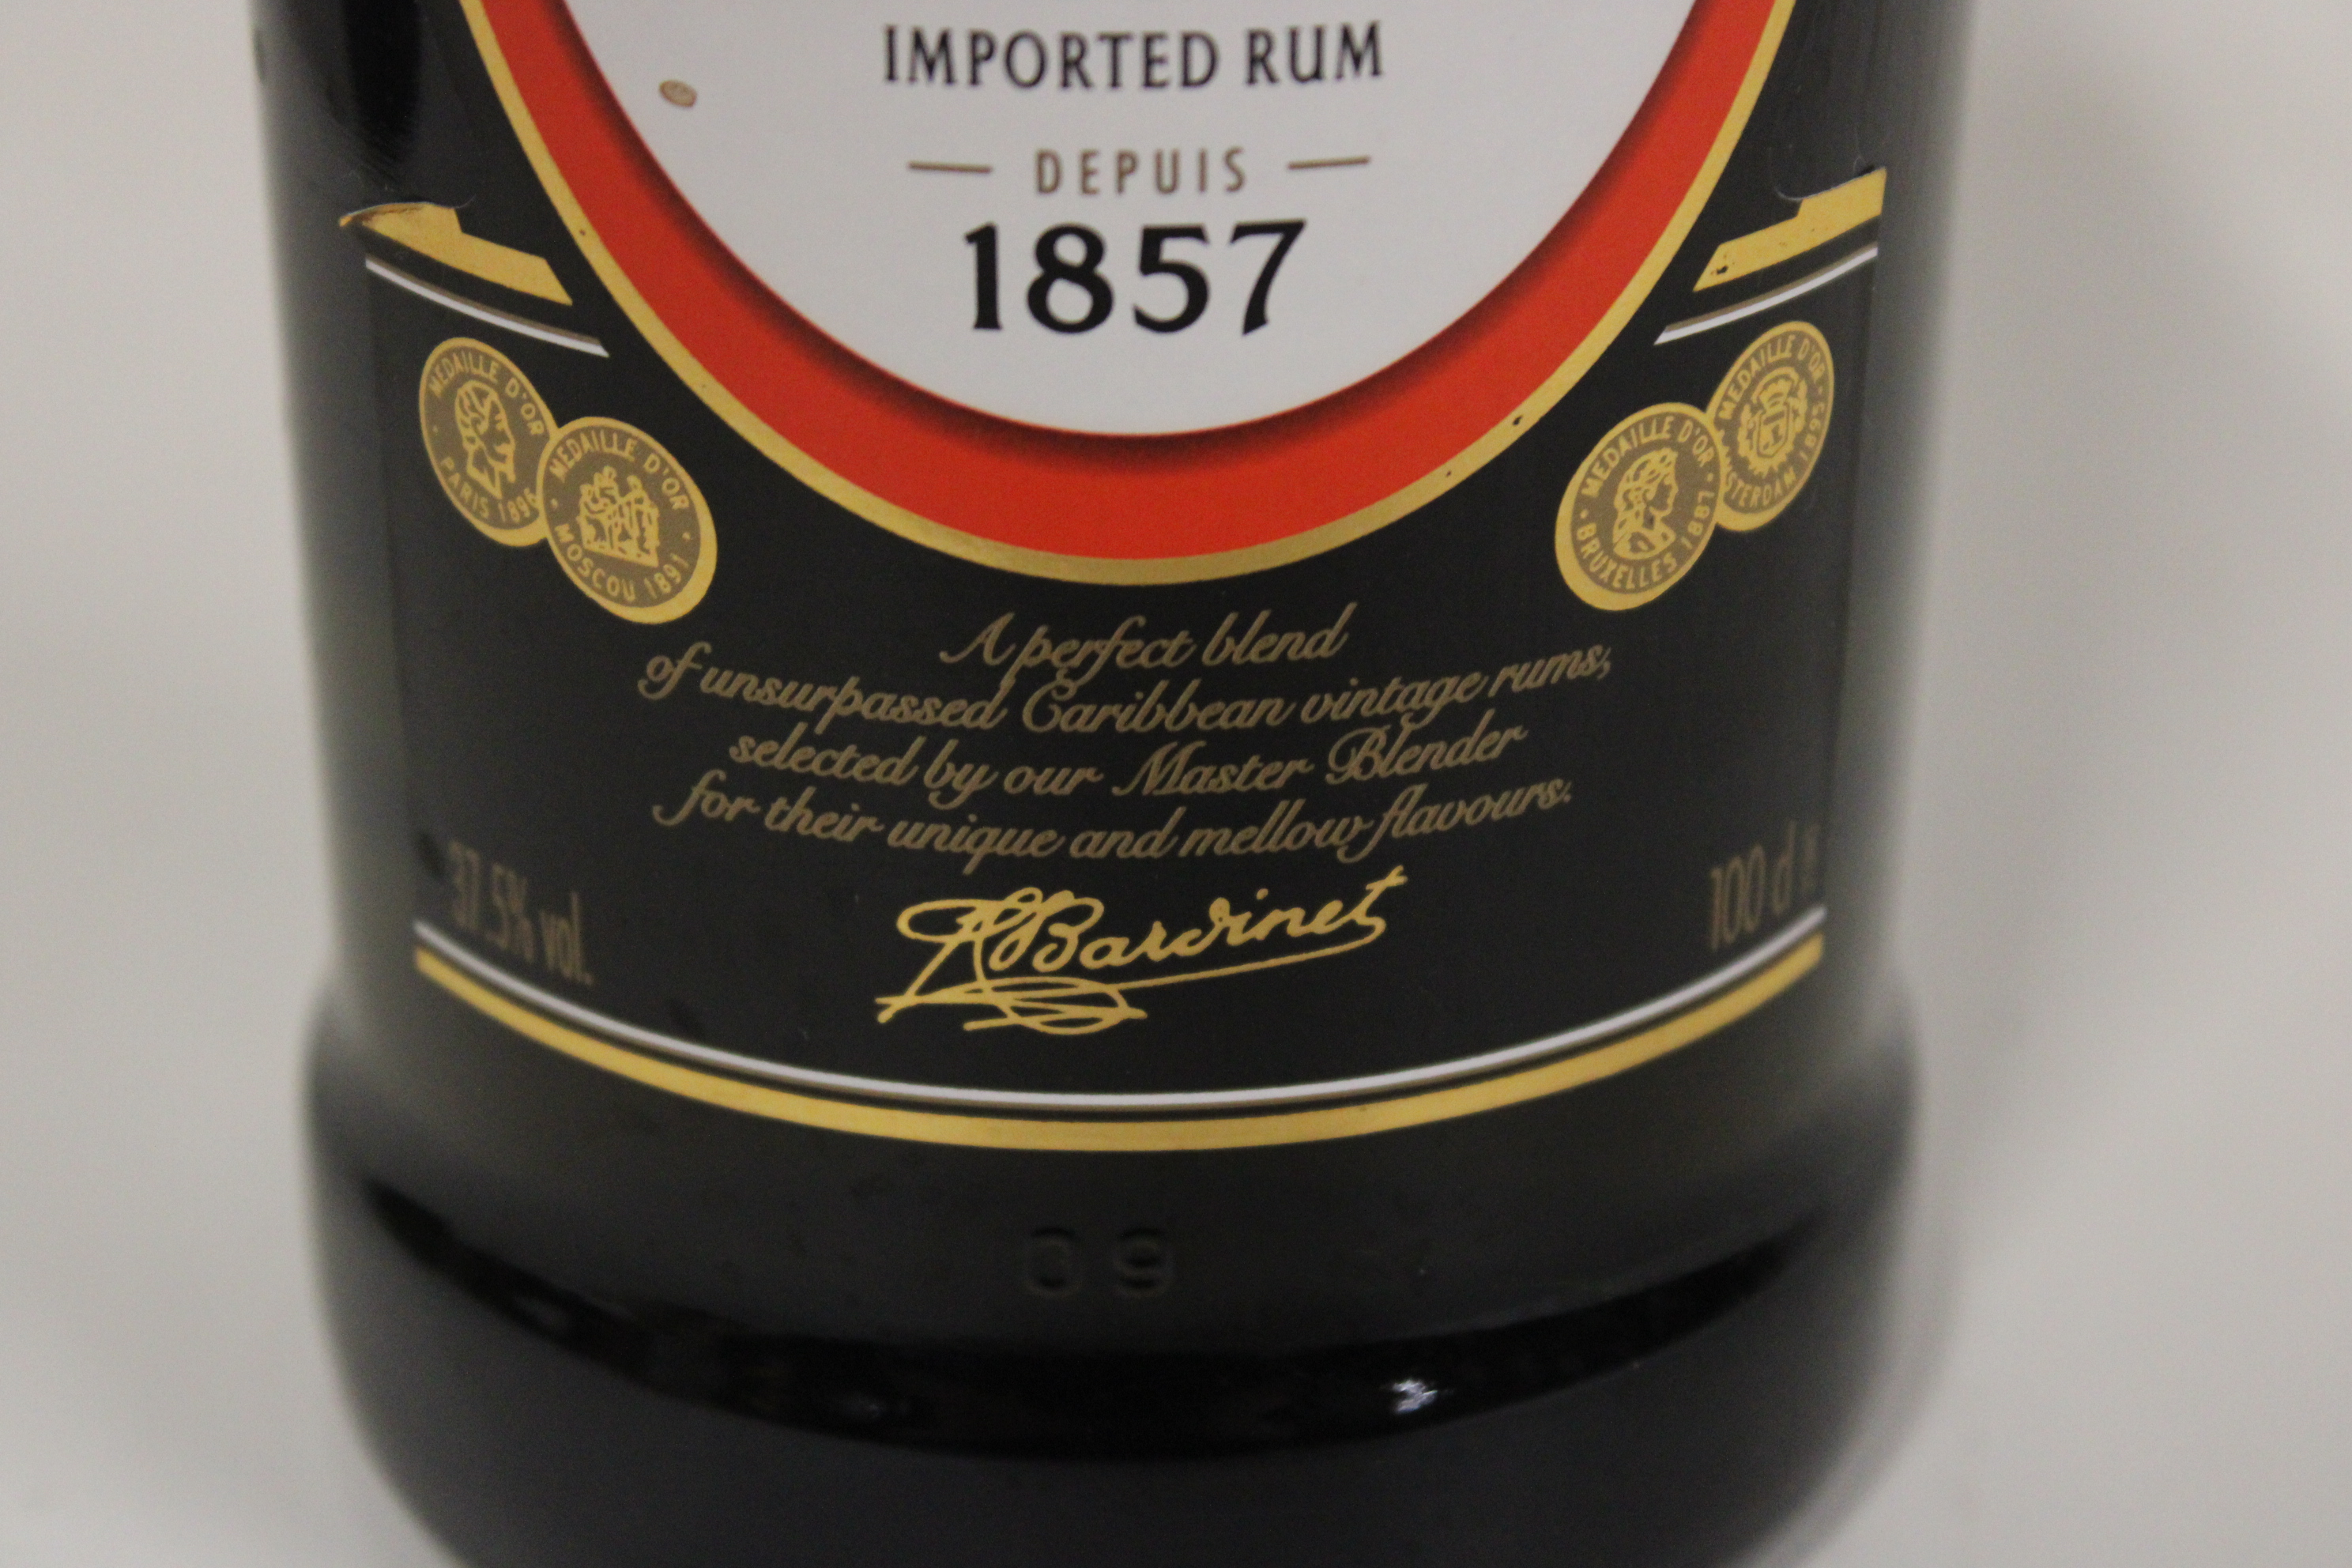 IMPORTED RUM
— DEPUIS —
1857
MEDAILLE D'OR
PARIS 1896
MEDAILLE D'OR
MOSCOU 1891
MEDAILLE D'OR
BRUXELLES 1887
MEDAILLE D'OR
AMSTERDAM 1895
A perfect blend
of unsurpassed Caribbean vintage rums,
selected by our Master Blender
for their unique and mellow flavours.
37.5% vol.
100 cl e
Bardinet